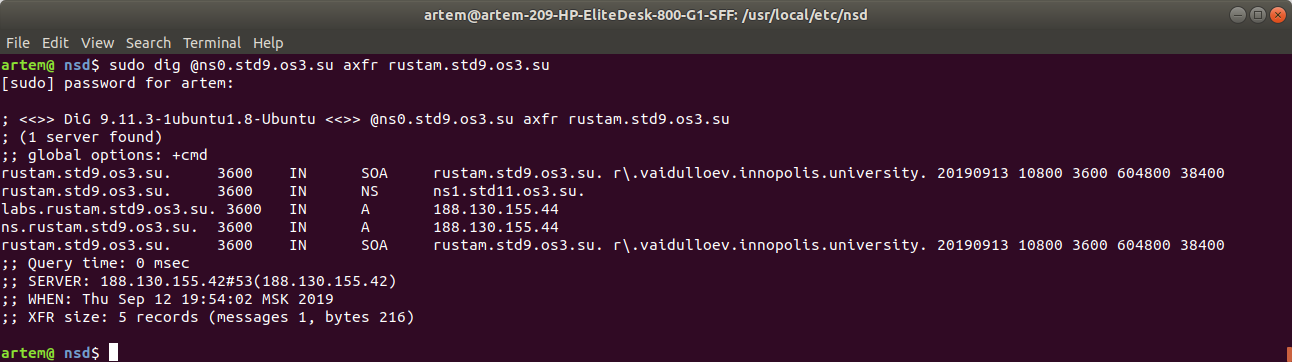 artem@artem-209-HP-EliteDesk-800-G1-SFF: /usr/local/etc/nsd
File Edit View Search Terminal Help
artem@ nsd$ sudo dig @ns0.std9.os3.su axfr rustam.std9.os3.su
[sudo] password for artem:

; <<>> DiG 9.11.3-1ubuntu1.8-Ubuntu <<>> @ns0.std9.os3.su axfr rustam.std9.os3.su
; (1 server found)
;; global options: +cmd
rustam.std9.os3.su. 3600 IN SOA rustam.std9.os3.su. r\.vaidulloev.innopolis.university. 20190913 10800 3600 604800 38400
rustam.std9.os3.su. 3600 IN NS ns1.std11.os3.su.
labs.rustam.std9.os3.su. 3600 IN A 188.130.155.44
ns.rustam.std9.os3.su. 3600 IN A 188.130.155.44
rustam.std9.os3.su. 3600 IN SOA rustam.std9.os3.su. r\.vaidulloev.innopolis.university. 20190913 10800 3600 604800 38400
;; Query time: 0 msec
;; SERVER: 188.130.155.42#53(188.130.155.42)
;; WHEN: Thu Sep 12 19:54:02 MSK 2019
;; XFR size: 5 records (messages 1, bytes 216)

artem@ nsd$